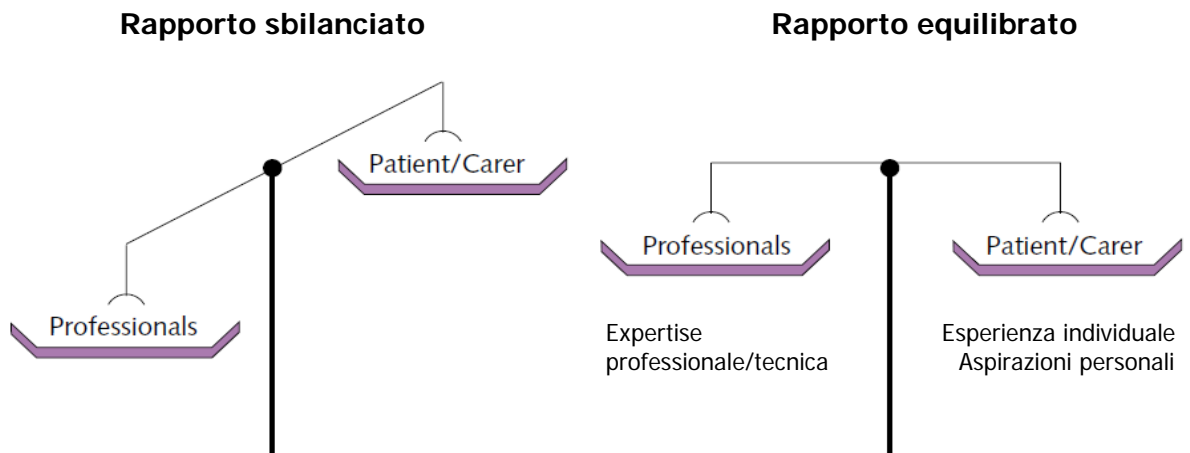 Rapporto sbilanciato
Patient/Carer
Professionals
Rapporto equilibrato
Professionals
Patient/Carer
Expertise
professionale/tecnica
Esperienza individuale
Aspirazioni personali